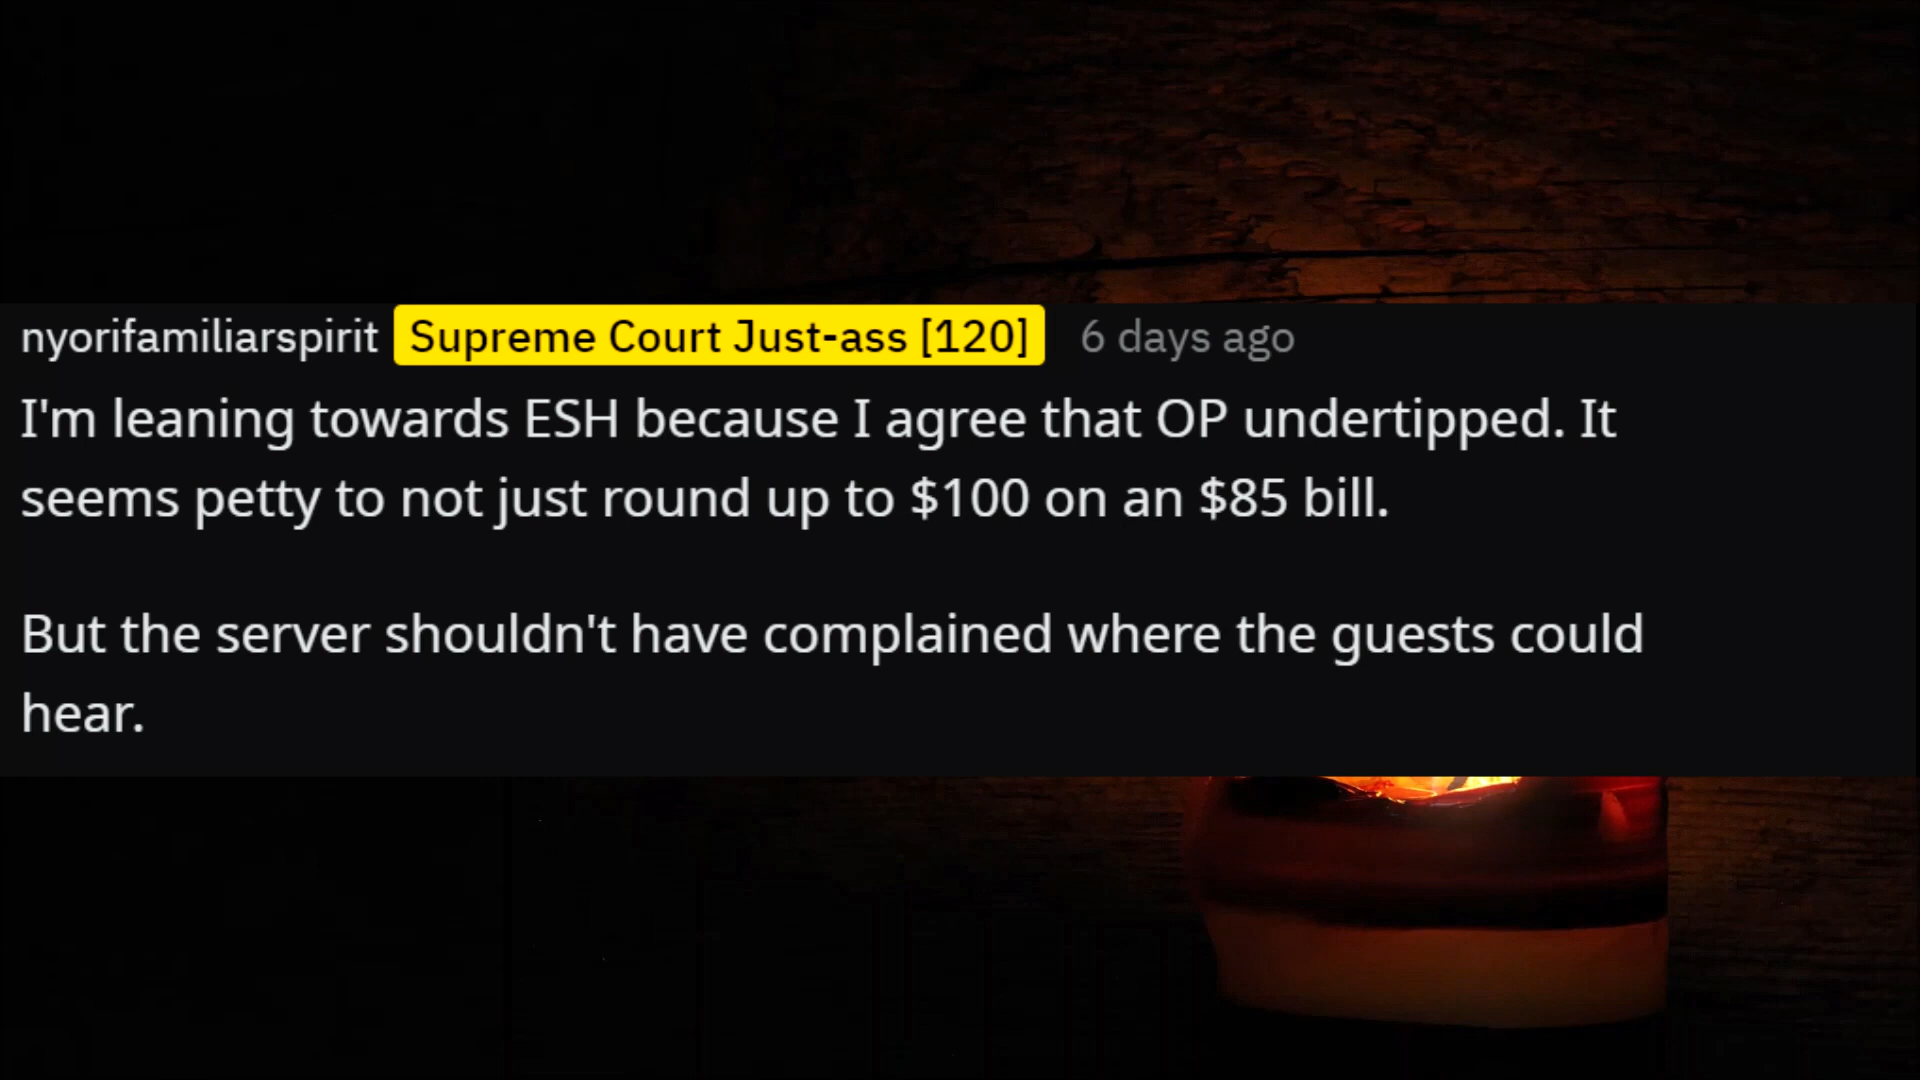 nyorifamiliarspirit Supreme Court Just-ass [120] 6 days ago
I'm leaning towards ESH because I agree that OP undertipped. It
seems petty to not just round up to $100 on an $85 bill.
But the server shouldn't have complained where the guests could
hear.